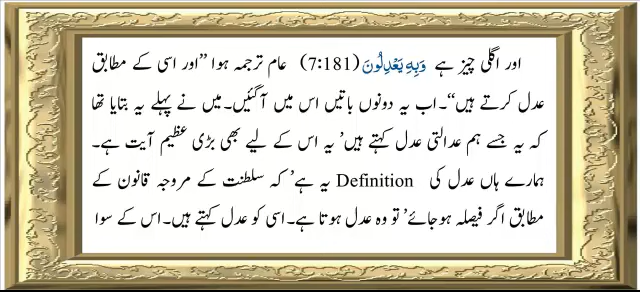 اور اگلی چیز ہے وَبِهٖ يَعْدِلُونَ (7:181) عام ترجمہ ہوا ”اور اسی کے مطابق
عدل کرتے ہیں“۔ اب یہ دونوں باتیں اس میں آگئیں۔ میں نے پہلے یہ بتایا تھا
کہ یہ جسے ہم عدالتی عدل کہتے ہیں’ یہ اس کے لیے بھی بڑی عظیم آیت ہے۔
ہمارے ہاں عدل کی Definition یہ ہے’ کہ سلطنت کے مروجہ قانون کے
مطابق اگر فیصلہ ہو جائے’ تو وہ عدل ہوتا ہے۔ اسی کو عدل کہتے ہیں۔ اس کے سوا